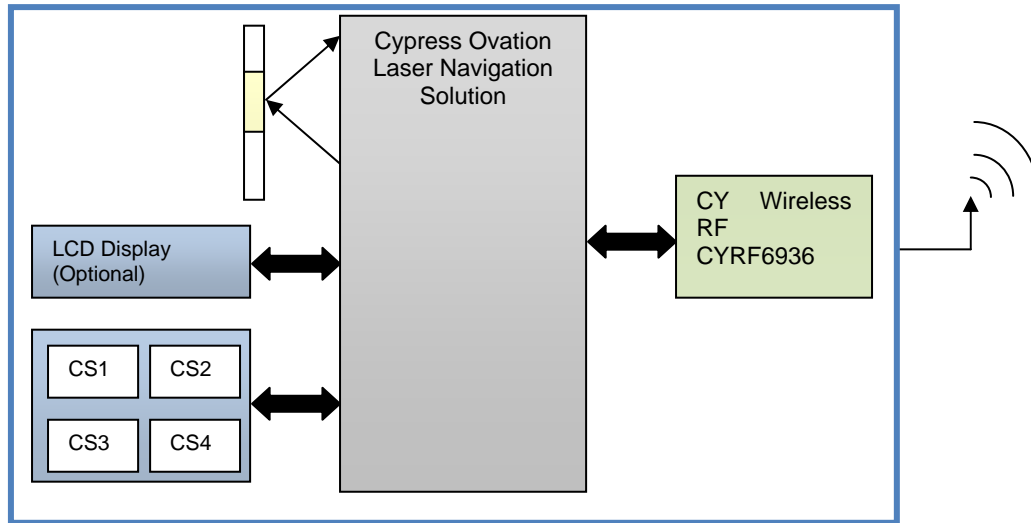 Cypress Ovation
Laser Navigation
Solution
CY Wireless
RF
CYRF6936
LCD Display
(Optional)
CS1
CS2
CS3
CS4